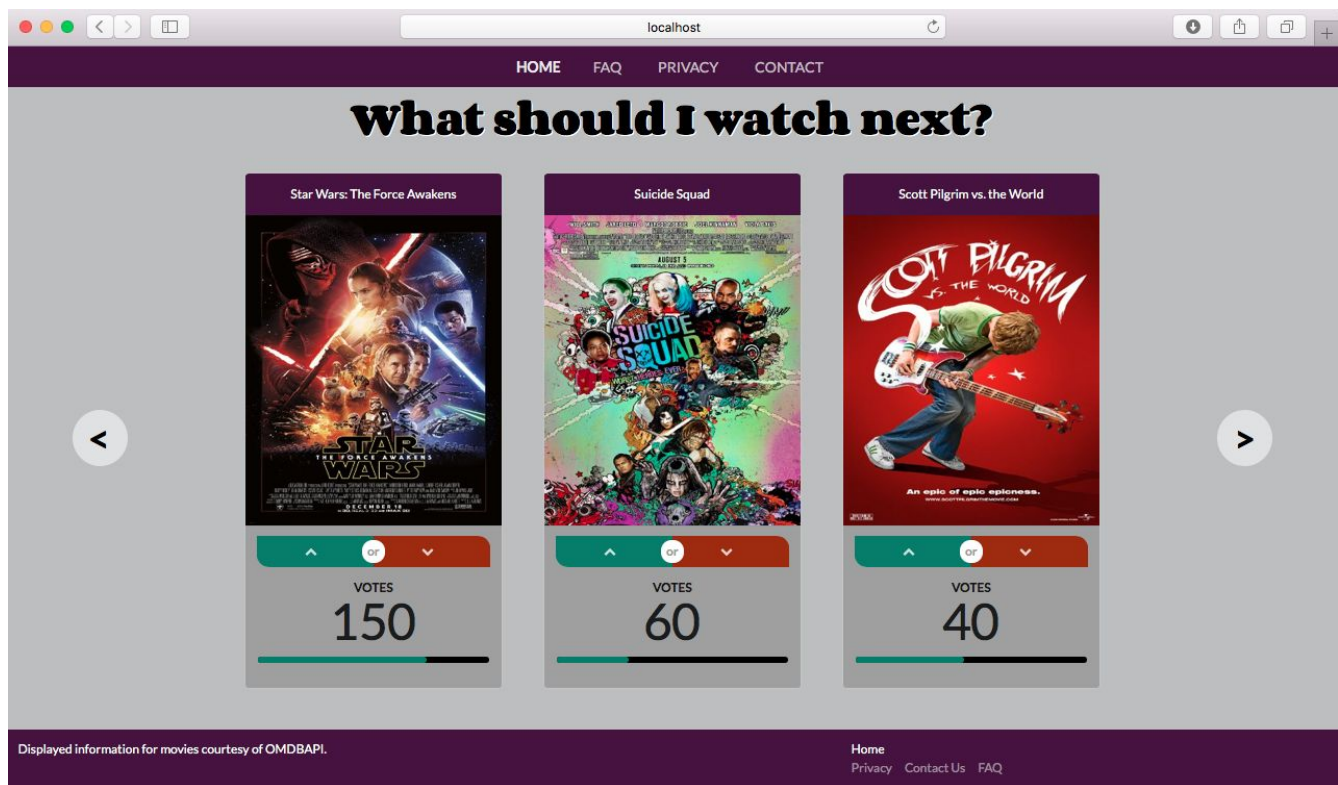 localhost
HOME FAQ PRIVACY CONTACT
What should I watch next?
Star Wars: The Force Awakens
Suicide Squad
Scott Pilgrim vs. the World
STAR
THE FORCE AWAKENS
WARS
DECEMBER 18
AUGUST 5
SUICIDE
SQUAD
SCOTT PILGRIM
VS. THE WORLD
An epic of epic epicness.
WWW.SCOTTPILGRIMTHEMOVIE.COM
<
>
or
or
or
VOTES
150
VOTES
60
VOTES
40
Displayed information for movies courtesy of OMDBAPI.
Home
Privacy Contact Us FAQ